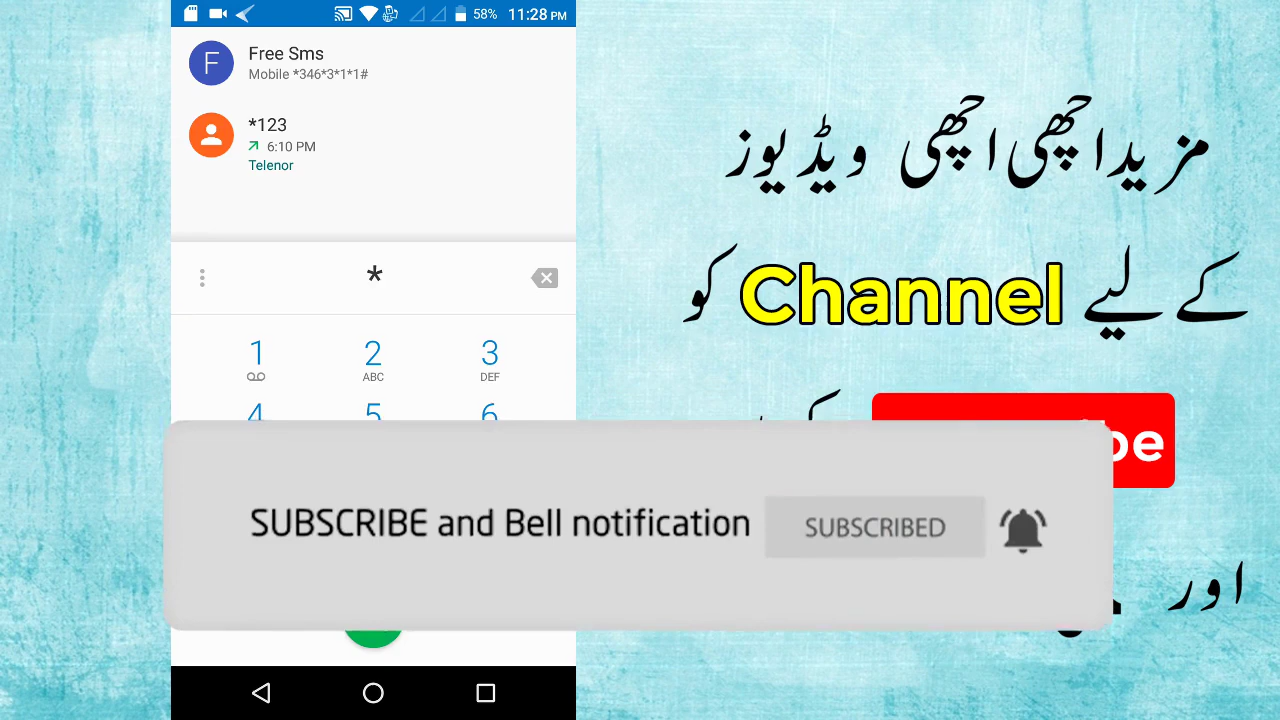 58% 11:28 PM
F Free Sms
Mobile *346*3*1*1#
*123
6:10 PM
Telenor
*
1 2 3
ABC DEF
4 5 6
مزید اچھی اچھی ویڈیوز
کے لیے Channel کو
be
SUBSCRIBE and Bell notification SUBSCRIBED
اور